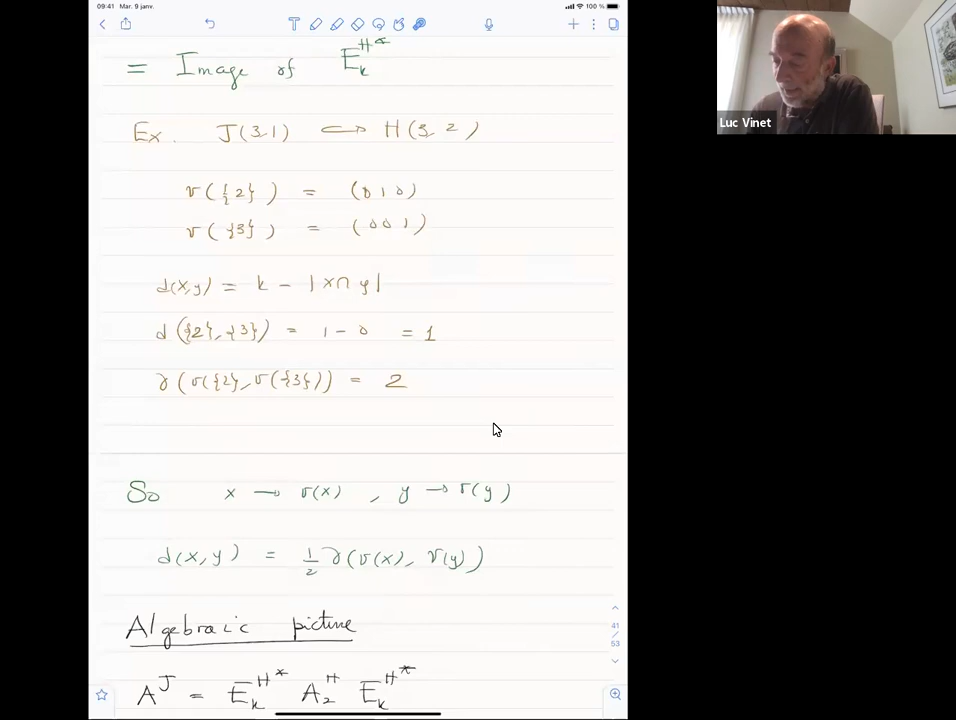 09:41 Mar. 9 janv.
100 %
= Image of E_k^{H*}
Ex. J(3,1) ⊂→ H(3,2)
v({2}) = (0 1 0)
v({3}) = (0 0 1)
d(x,y) = k - |x∩y|
d({2},{3}) = 1-0 = 1
∂(v({2},v({3})) = 2
So x → v(x) , y → v(y)
d(x,y) = 1/2 ∂(v(x), v(y))
Algebraic picture
A^J = E_k^{H*} A_2^H E_k^{H*}
41
/
53
Luc Vinet